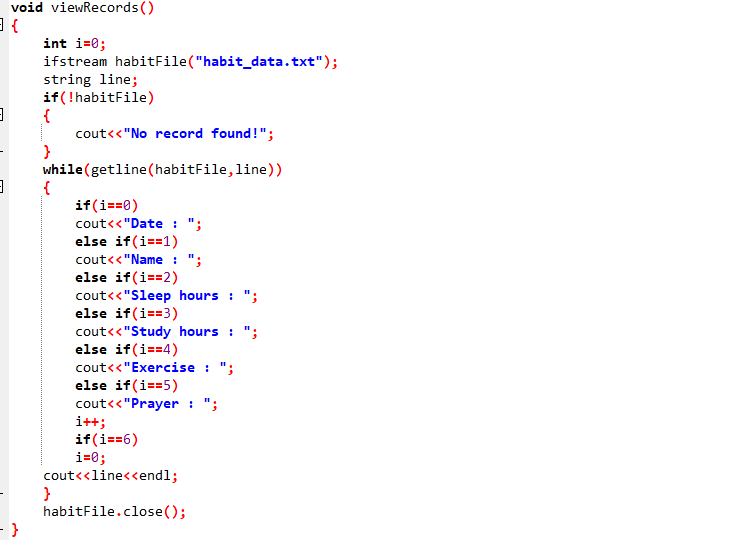 void viewRecords()
{
    int i=0;
    ifstream habitFile("habit_data.txt");
    string line;
    if(!habitFile)
    {
        cout<<"No record found!";
    }
    while(getline(habitFile,line))
    {
        if(i==0)
        cout<<"Date : ";
        else if(i==1)
        cout<<"Name : ";
        else if(i==2)
        cout<<"Sleep hours : ";
        else if(i==3)
        cout<<"Study hours : ";
        else if(i==4)
        cout<<"Exercise : ";
        else if(i==5)
        cout<<"Prayer : ";
        i++;
        if(i==6)
        i=0;
    cout<<line<<endl;
    }
    habitFile.close();
}